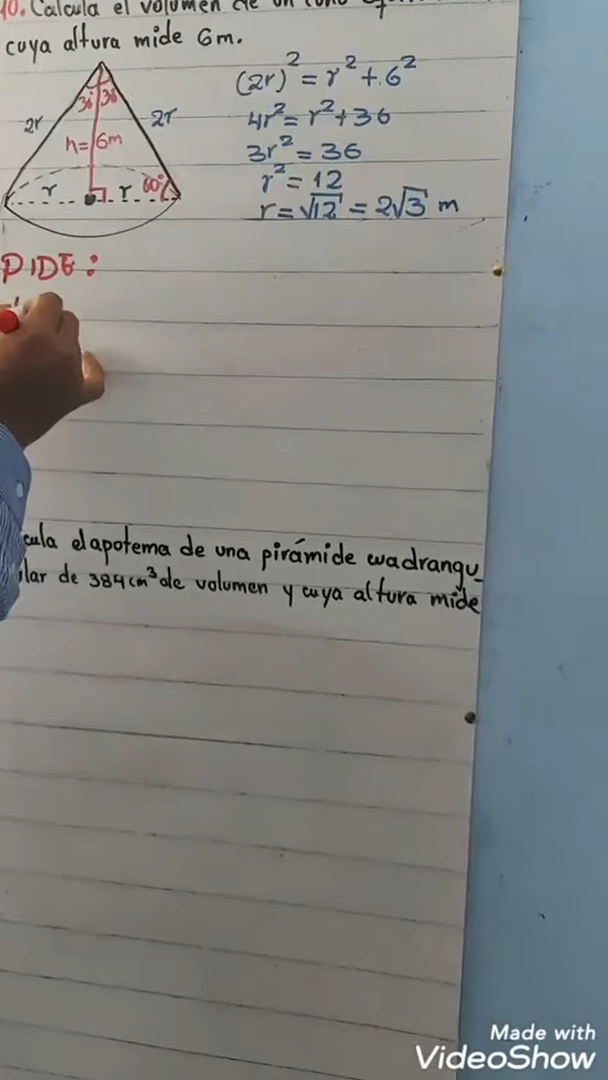 10. Calcula el volumen de un cono
cuya altura mide 6m.
30° 30°
2r 2r
h=6m
r r 60°
(2r)² = r² + 6²
4r² = r² + 36
3r² = 36
r² = 12
r = √12 = 2√3 m
PIDE:
cula el apotema de una pirámide cuadrangu_
lar de 384 cm³ de volumen y cuya altura mide
Made with
VideoShow